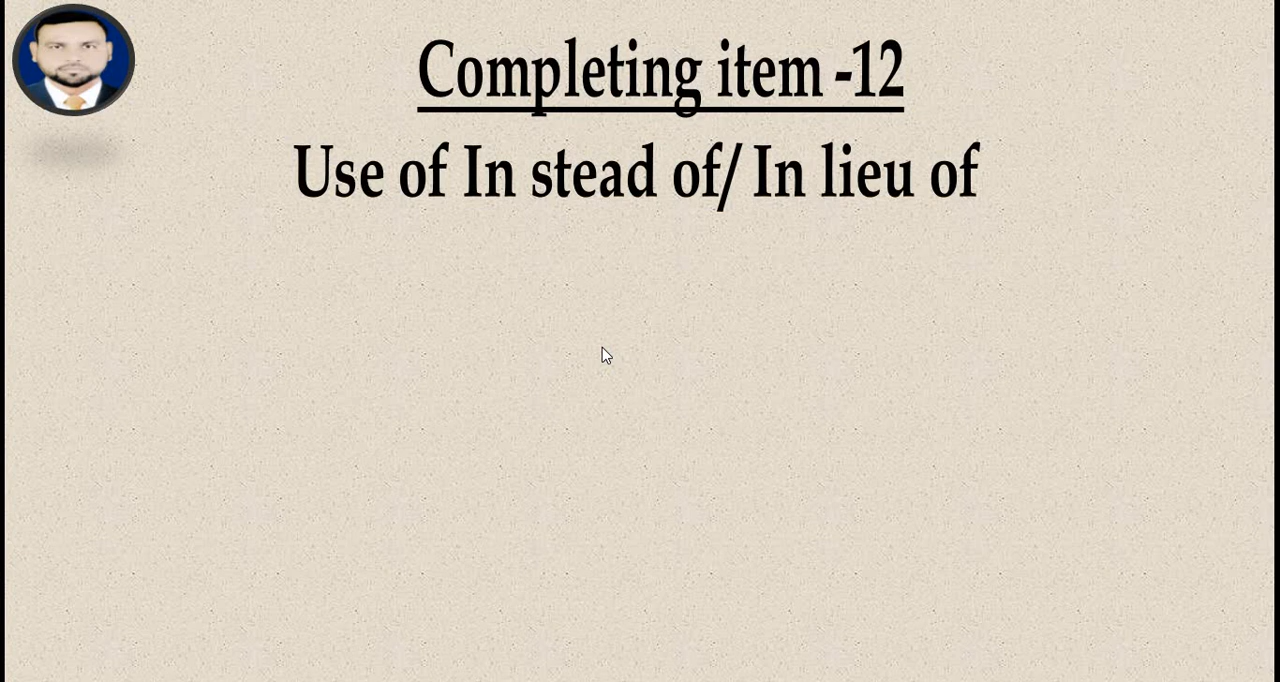 Completing item -12
Use of In stead of/ In lieu of